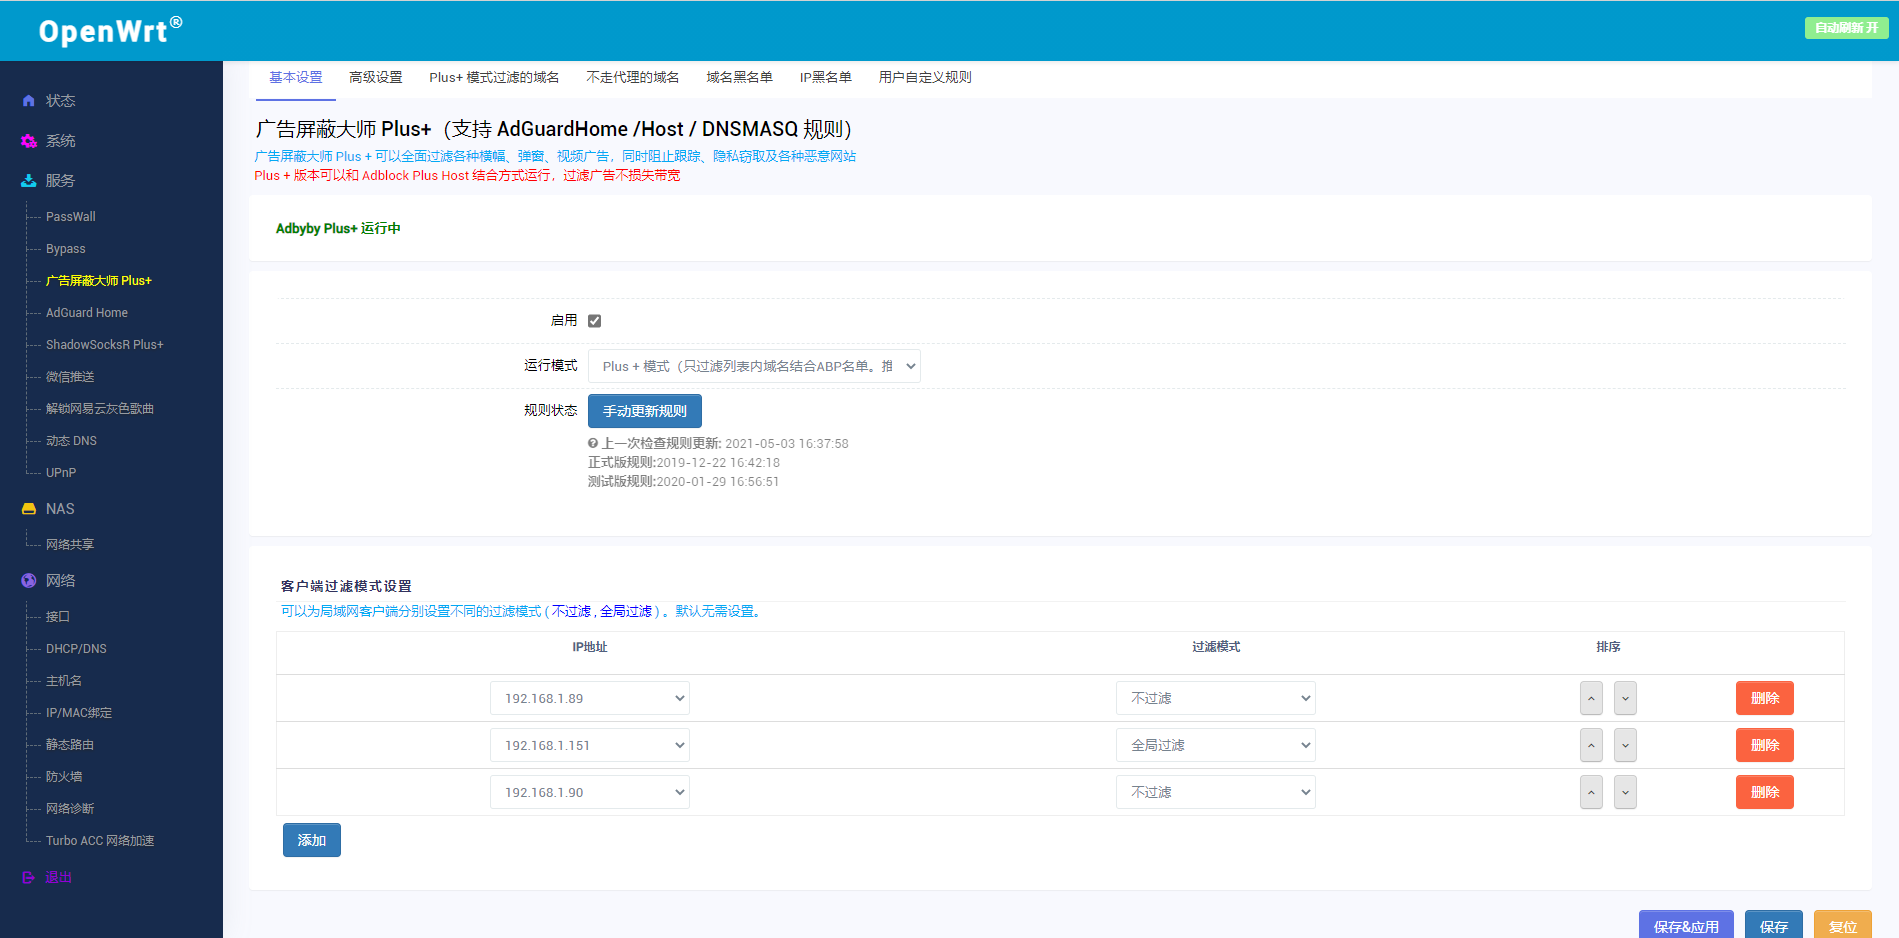 OpenWrt®
自动刷新 开
状态
系统
服务
PassWall
Bypass
广告屏蔽大师 Plus+
AdGuard Home
ShadowSocksR Plus+
微信推送
解锁网易云灰色歌曲
动态 DNS
UPnP
NAS
网络共享
网络
接口
DHCP/DNS
主机名
IP/MAC绑定
静态路由
防火墙
网络诊断
Turbo ACC 网络加速
退出
基本设置 高级设置 Plus+ 模式过滤的域名 不走代理的域名 域名黑名单 IP黑名单 用户自定义规则
广告屏蔽大师 Plus+（支持 AdGuardHome /Host / DNSMASQ 规则）
广告屏蔽大师 Plus + 可以全面过滤各种横幅、弹窗、视频广告，同时阻止跟踪、隐私窃取及各种恶意网站
Plus + 版本可以和 Adblock Plus Host 结合方式运行，过滤广告不损失带宽
Adbyby Plus+ 运行中
启用
运行模式 Plus + 模式（只过滤列表内域名结合ABP名单。推
规则状态 手动更新规则
上一次检查规则更新: 2021-05-03 16:37:58
正式版规则:2019-12-22 16:42:18
测试版规则:2020-01-29 16:56:51
客户端过滤模式设置
可以为局域网客户端分别设置不同的过滤模式 ( 不过滤 , 全局过滤 ) 。默认无需设置。
IP地址 过滤模式 排序
192.168.1.89 不过滤 删除
192.168.1.151 全局过滤 删除
192.168.1.90 不过滤 删除
添加
保存&应用 保存 复位